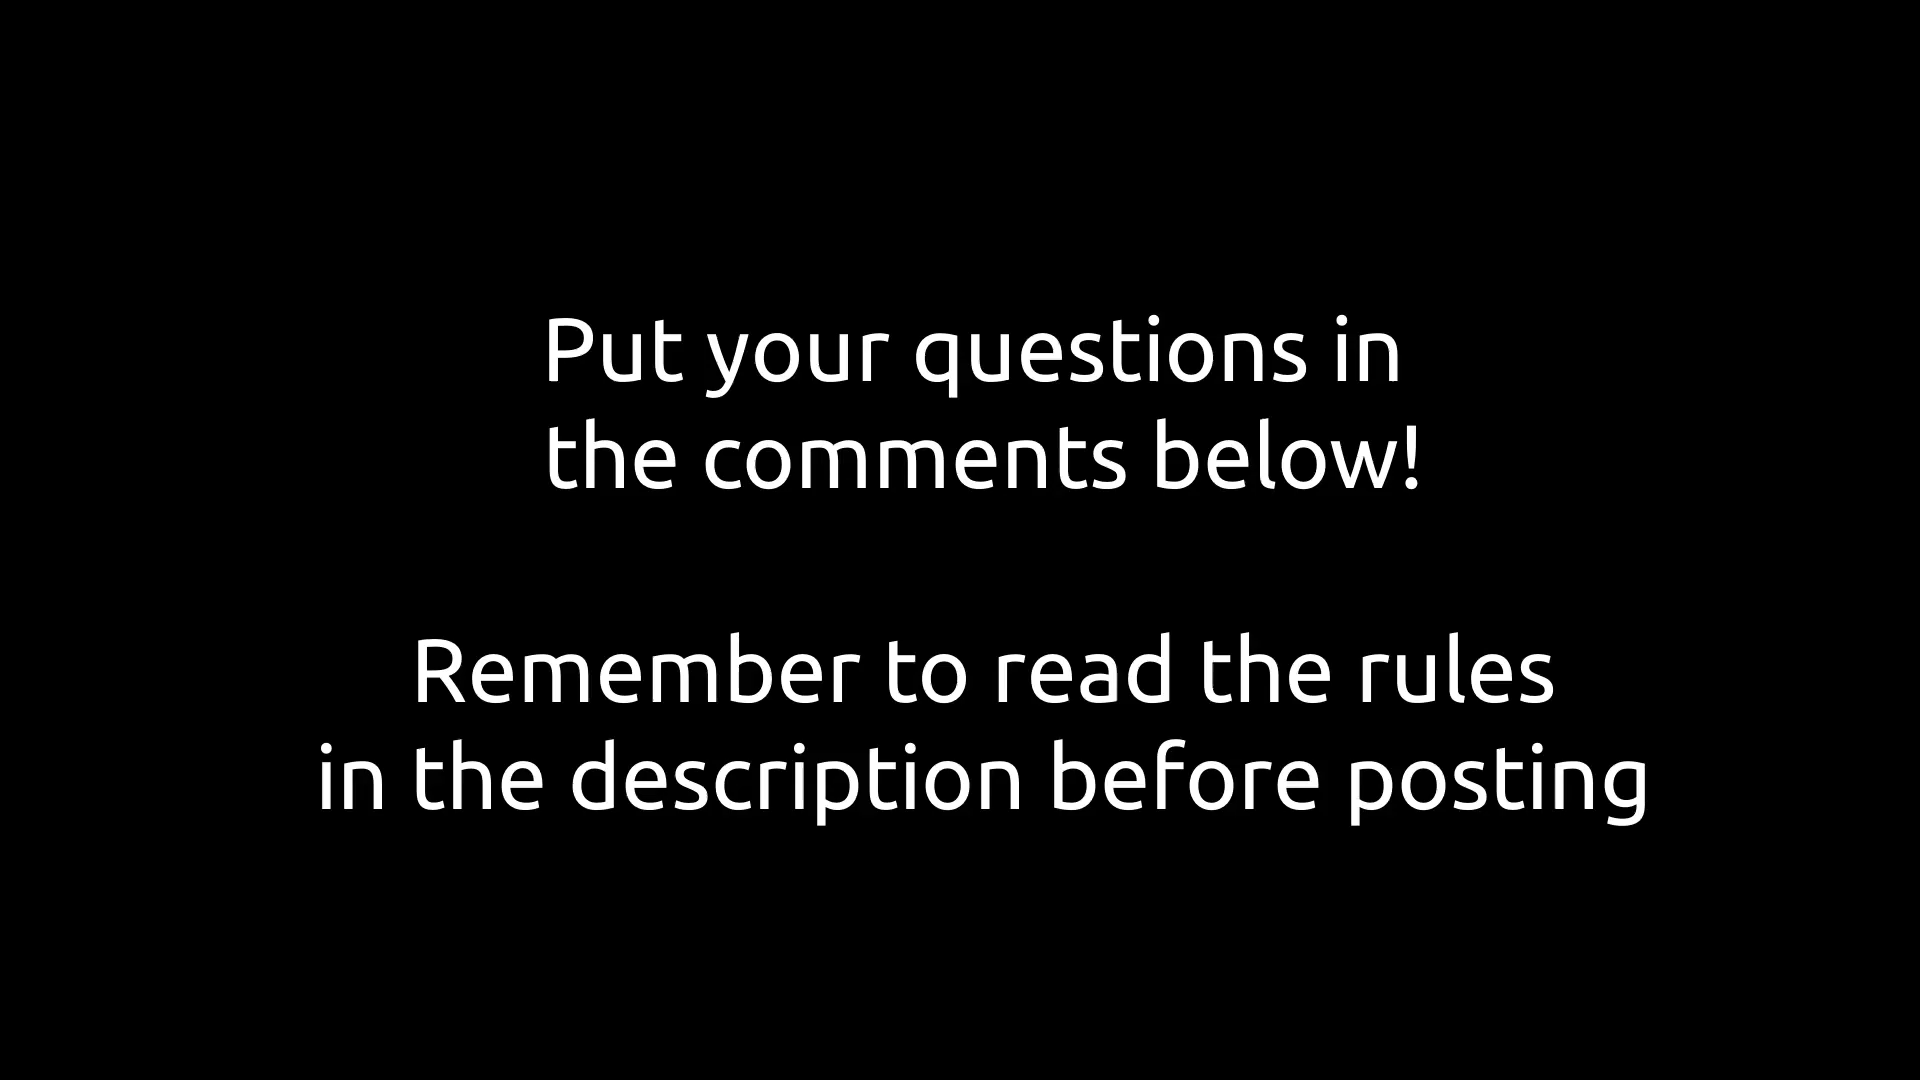 Put your questions in
the comments below!
Remember to read the rules
in the description before posting